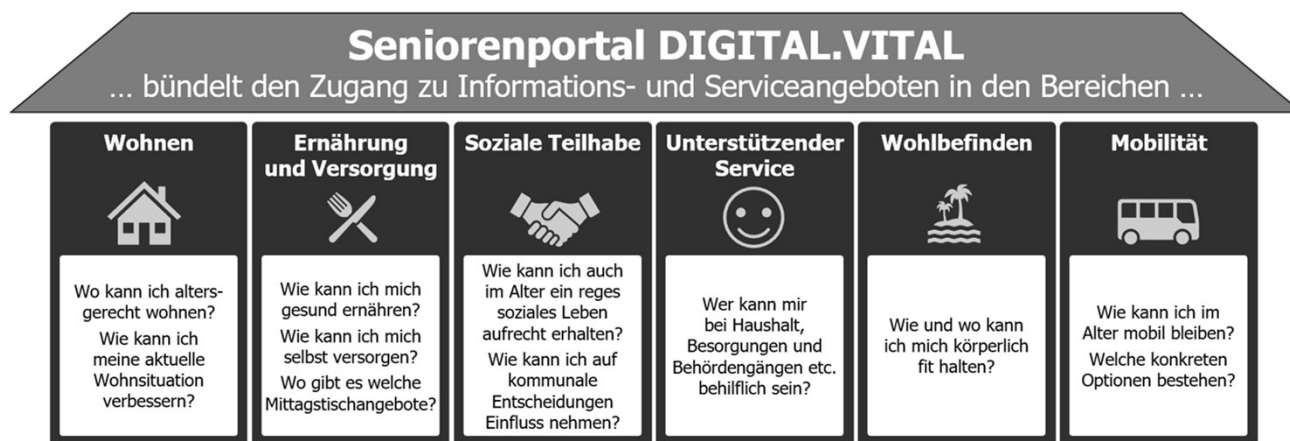 Seniorenportal DIGITAL.VITAL
... bündelt den Zugang zu Informations- und Serviceangeboten in den Bereichen ...
Wohnen
Wo kann ich alters-
gerecht wohnen?
Wie kann ich
meine aktuelle
Wohnsituation
verbessern?
Ernährung
und Versorgung
Wie kann ich mich
gesund ernähren?
Wie kann ich mich
selbst versorgen?
Wo gibt es welche
Mittagstischangebote?
Soziale Teilhabe
Wie kann ich auch
im Alter ein reges
soziales Leben
aufrecht erhalten?
Wie kann ich auf
kommunale
Entscheidungen
Einfluss nehmen?
Unterstützender
Service
Wer kann mir
bei Haushalt,
Besorgungen und
Behördengängen etc.
behilflich sein?
Wohlbefinden
Wie und wo kann
ich mich körperlich
fit halten?
Mobilität
Wie kann ich im
Alter mobil bleiben?
Welche konkreten
Optionen bestehen?